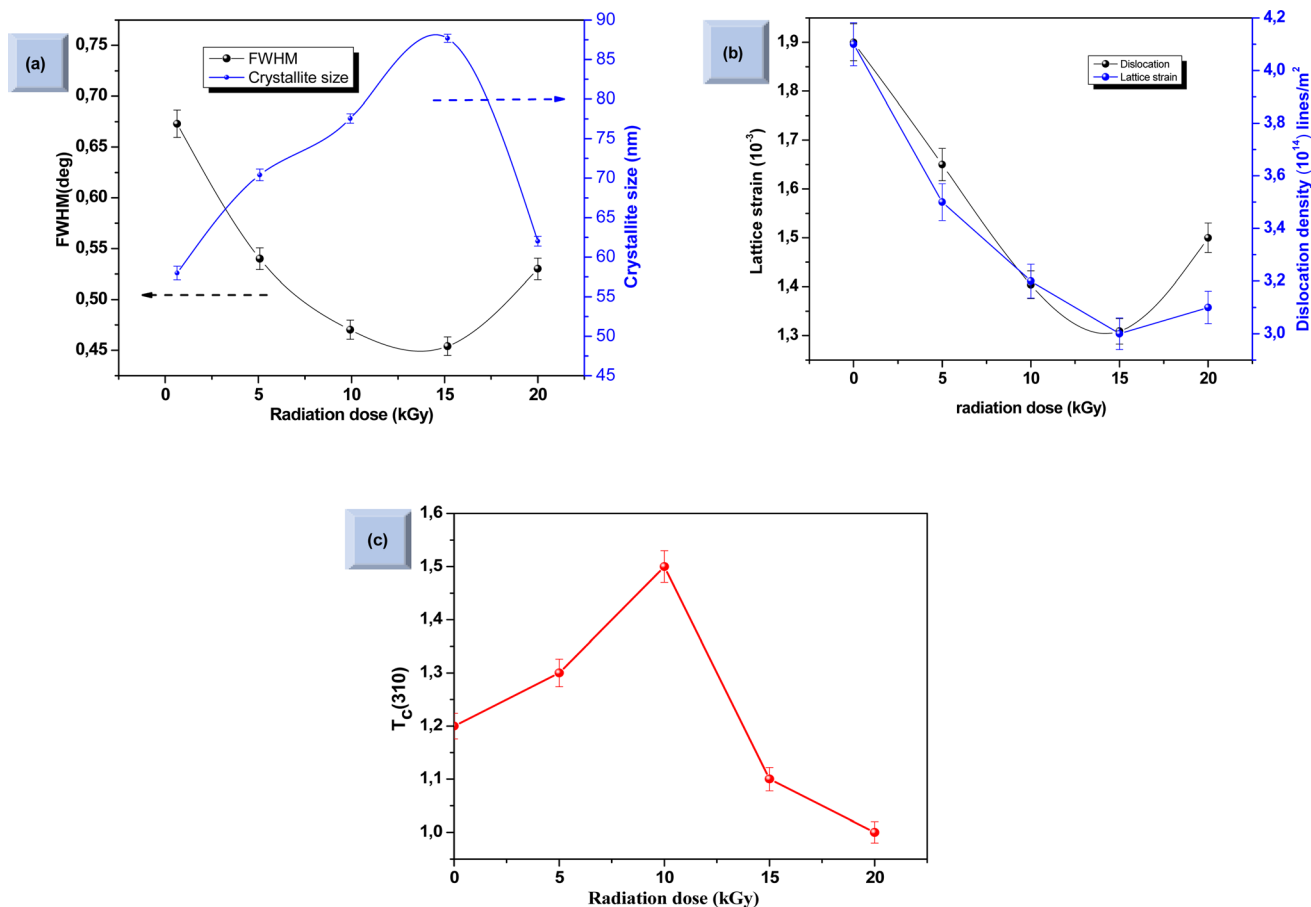 (a)
FWHM
Crystallite size
0,75
0,70
0,65
0,60
0,55
0,50
0,45
FWHM(deg)
90
85
80
75
70
65
60
55
50
45
Crystallite size (nm)
0 5 10 15 20
Radiation dose (kGy)
(b)
Dislocation
Lattice strain
1,9
1,8
1,7
1,6
1,5
1,4
1,3
Lattice strain (10⁻³)
4,2
4,0
3,8
3,6
3,4
3,2
3,0
Dislocation density (10¹⁴) lines/m²
0 5 10 15 20
radiation dose (kGy)
(c)
1,6
1,5
1,4
1,3
1,2
1,1
1,0
T_C(310)
0 5 10 15 20
Radiation dose (kGy)